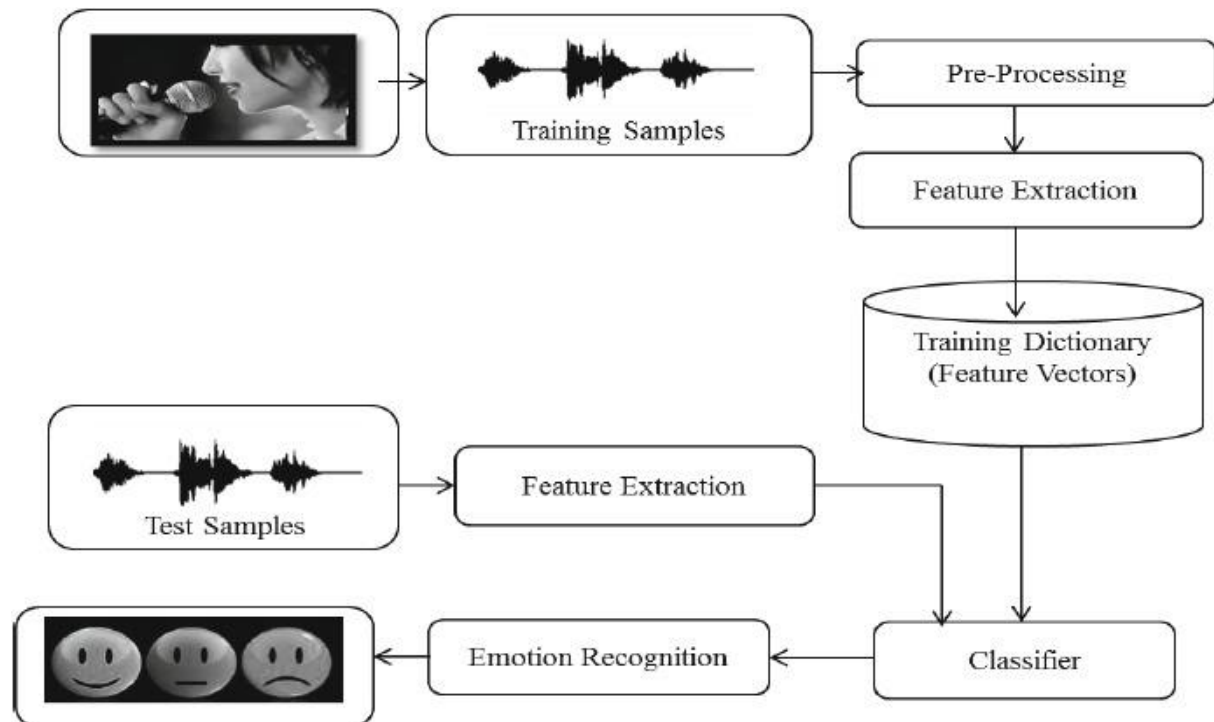 Training Samples
Pre-Processing
Feature Extraction
Training Dictionary
(Feature Vectors)
Test Samples
Feature Extraction
Emotion Recognition
Classifier